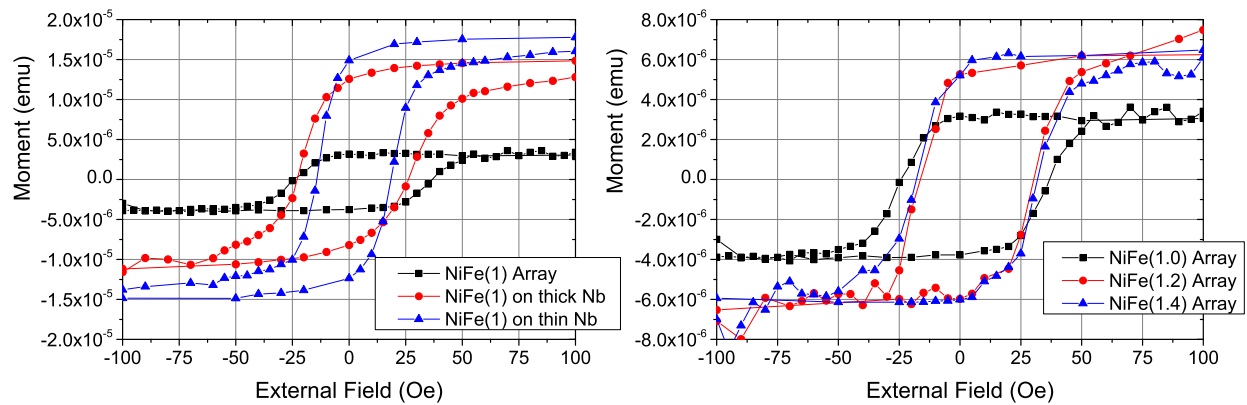 2.0x10⁻⁵
1.5x10⁻⁵
1.0x10⁻⁵
5.0x10⁻⁶
0.0
-5.0x10⁻⁶
-1.0x10⁻⁵
-1.5x10⁻⁵
-2.0x10⁻⁵
Moment (emu)
-100 -75 -50 -25 0 25 50 75 100
External Field (Oe)
NiFe(1) Array
NiFe(1) on thick Nb
NiFe(1) on thin Nb
8.0x10⁻⁶
6.0x10⁻⁶
4.0x10⁻⁶
2.0x10⁻⁶
0.0
-2.0x10⁻⁶
-4.0x10⁻⁶
-6.0x10⁻⁶
-8.0x10⁻⁶
Moment (emu)
-100 -75 -50 -25 0 25 50 75 100
External Field (Oe)
NiFe(1.0) Array
NiFe(1.2) Array
NiFe(1.4) Array